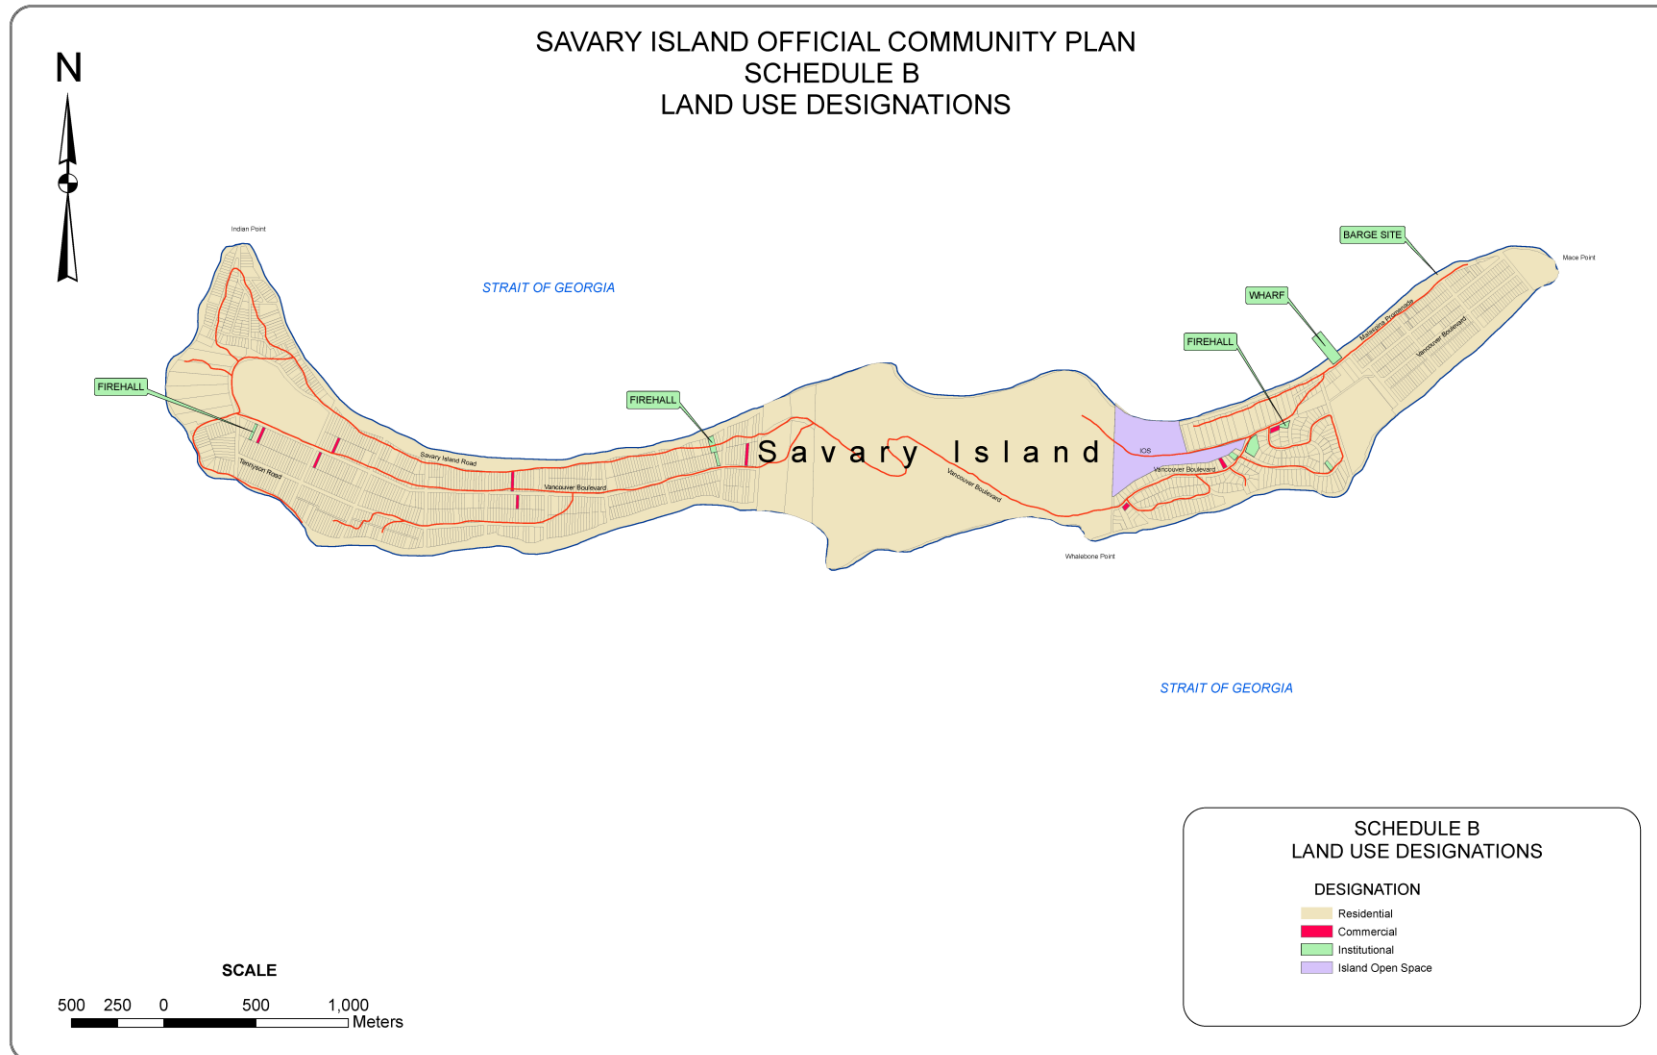 SAVARY ISLAND OFFICIAL COMMUNITY PLAN
SCHEDULE B
LAND USE DESIGNATIONS
N
Indian Point
BARGE SITE
Mace Point
STRAIT OF GEORGIA
WHARF
Malaspina Promenade
Vancouver Boulevard
FIREHALL
FIREHALL
FIREHALL
Savary Island
IOS
Savary Island Road
Tennyson Road
Vancouver Boulevard
Vancouver Boulevard
Vancouver Boulevard
Whalebone Point
STRAIT OF GEORGIA
SCHEDULE B
LAND USE DESIGNATIONS
DESIGNATION
Residential
Commercial
Institutional
Island Open Space
SCALE
500 250 0 500 1,000
Meters